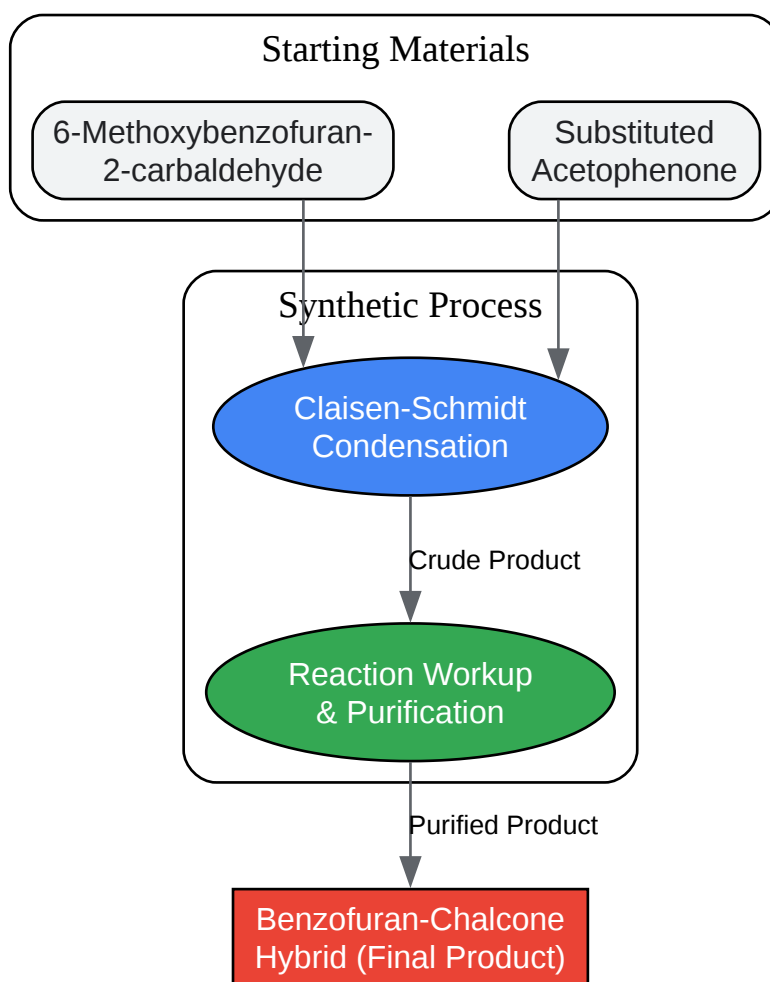 Starting Materials
6-Methoxybenzofuran-
2-carbaldehyde
Substituted
Acetophenone
Synthetic Process
Claisen-Schmidt
Condensation
Crude Product
Reaction Workup
& Purification
Purified Product
Benzofuran-Chalcone
Hybrid (Final Product)